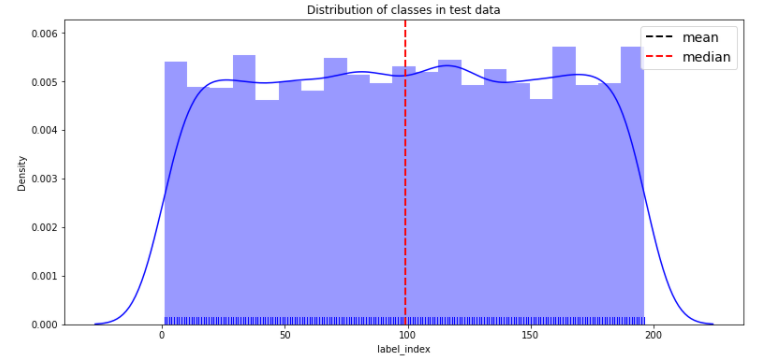 Distribution of classes in test data
mean
median
0.006
0.005
0.004
0.003
0.002
0.001
0.000
Density
0
50
100
150
200
label_index